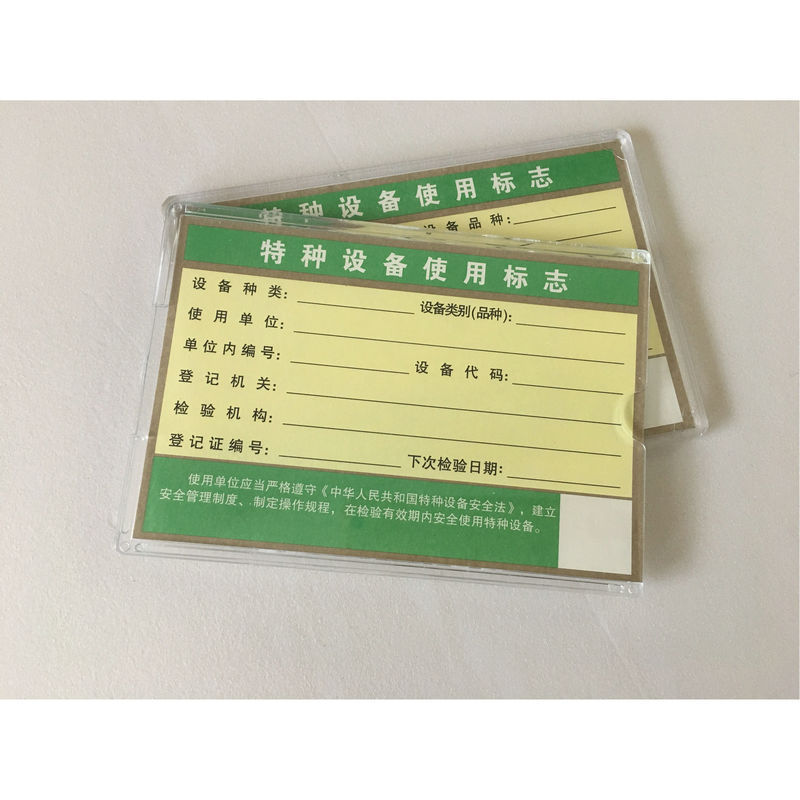 特种设备使用标志
设备品种：
特种设备使用标志
设备种类： 设备类别(品种)：
使用单位：
单位内编号： 设备代码：
登记机关：
检验机构：
登记证编号： 下次检验日期：
使用单位应当严格遵守《中华人民共和国特种设备安全法》，建立
安全管理制度、.制定操作规程，在检验有效期内安全使用特种设备。